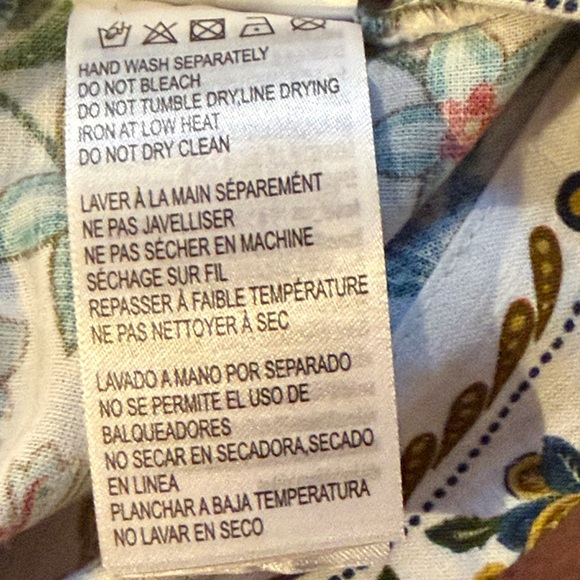 HAND WASH SEPARATELY
DO NOT BLEACH
DO NOT TUMBLE DRY,LINE DRYING
IRON AT LOW HEAT
DO NOT DRY CLEAN
LAVER À LA MAIN SÉPARÉMÉNT
NE PAS JAVELLISER
NE PAS SÉCHER EN MACHINE
SÉCHAGE SUR FIL
REPASSER À FAIBLE TEMPÉRATURE
NE PAS NETTOYER À SEC
LAVADO A MANO POR SEPARADO
NO SE PERMITE EL USO DE
BALQUEADORES
NO SECAR EN SECADORA,SECADO
EN LINEA
PLANCHAR A BAJA TEMPERATURA
NO LAVAR EN SECO